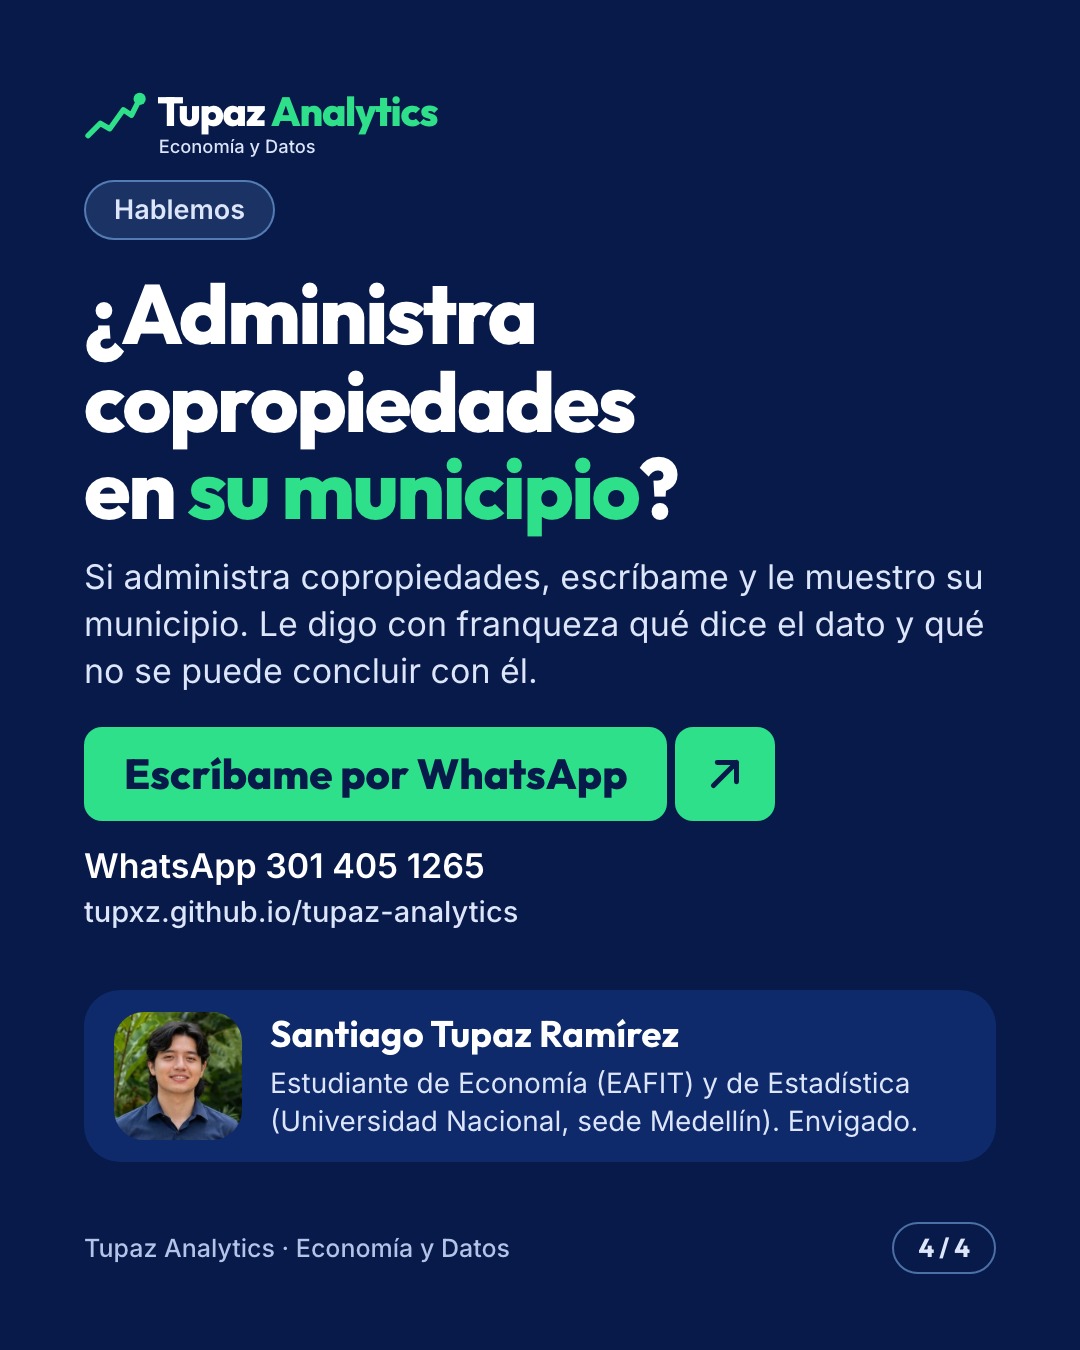 Tupaz Analytics
Economía y Datos
Hablemos
¿Administra
copropiedades
en su municipio?
Si administra copropiedades, escríbame y le muestro su
municipio. Le digo con franqueza qué dice el dato y qué
no se puede concluir con él.
Escríbame por WhatsApp
WhatsApp 301 405 1265
tupxz.github.io/tupaz-analytics
Santiago Tupaz Ramírez
Estudiante de Economía (EAFIT) y de Estadística
(Universidad Nacional, sede Medellín). Envigado.
Tupaz Analytics · Economía y Datos
4 / 4